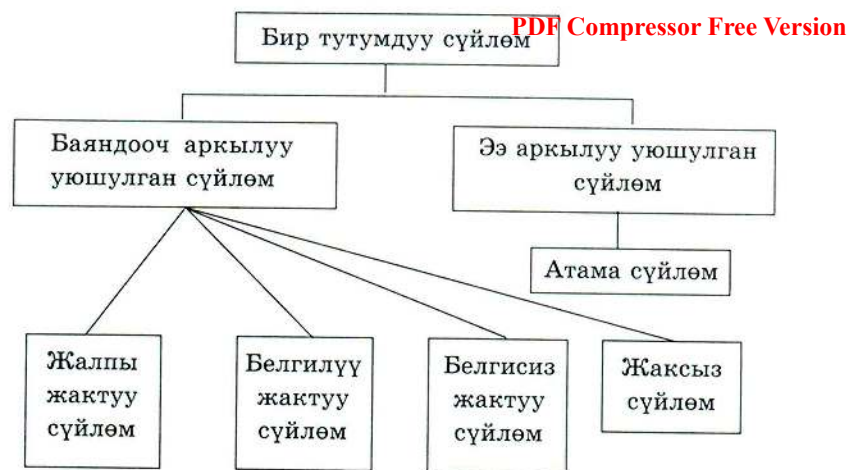 PDF Compressor Free Version
Бир тутумдуу сүйлөм
Баяндооч аркылуу
уюшулган сүйлөм
Ээ аркылуу уюшулган
сүйлөм
Атама сүйлөм
Жалпы
жактуу
сүйлөм
Белгилүү
жактуу
сүйлөм
Белгисиз
жактуу
сүйлөм
Жаксыз
сүйлөм